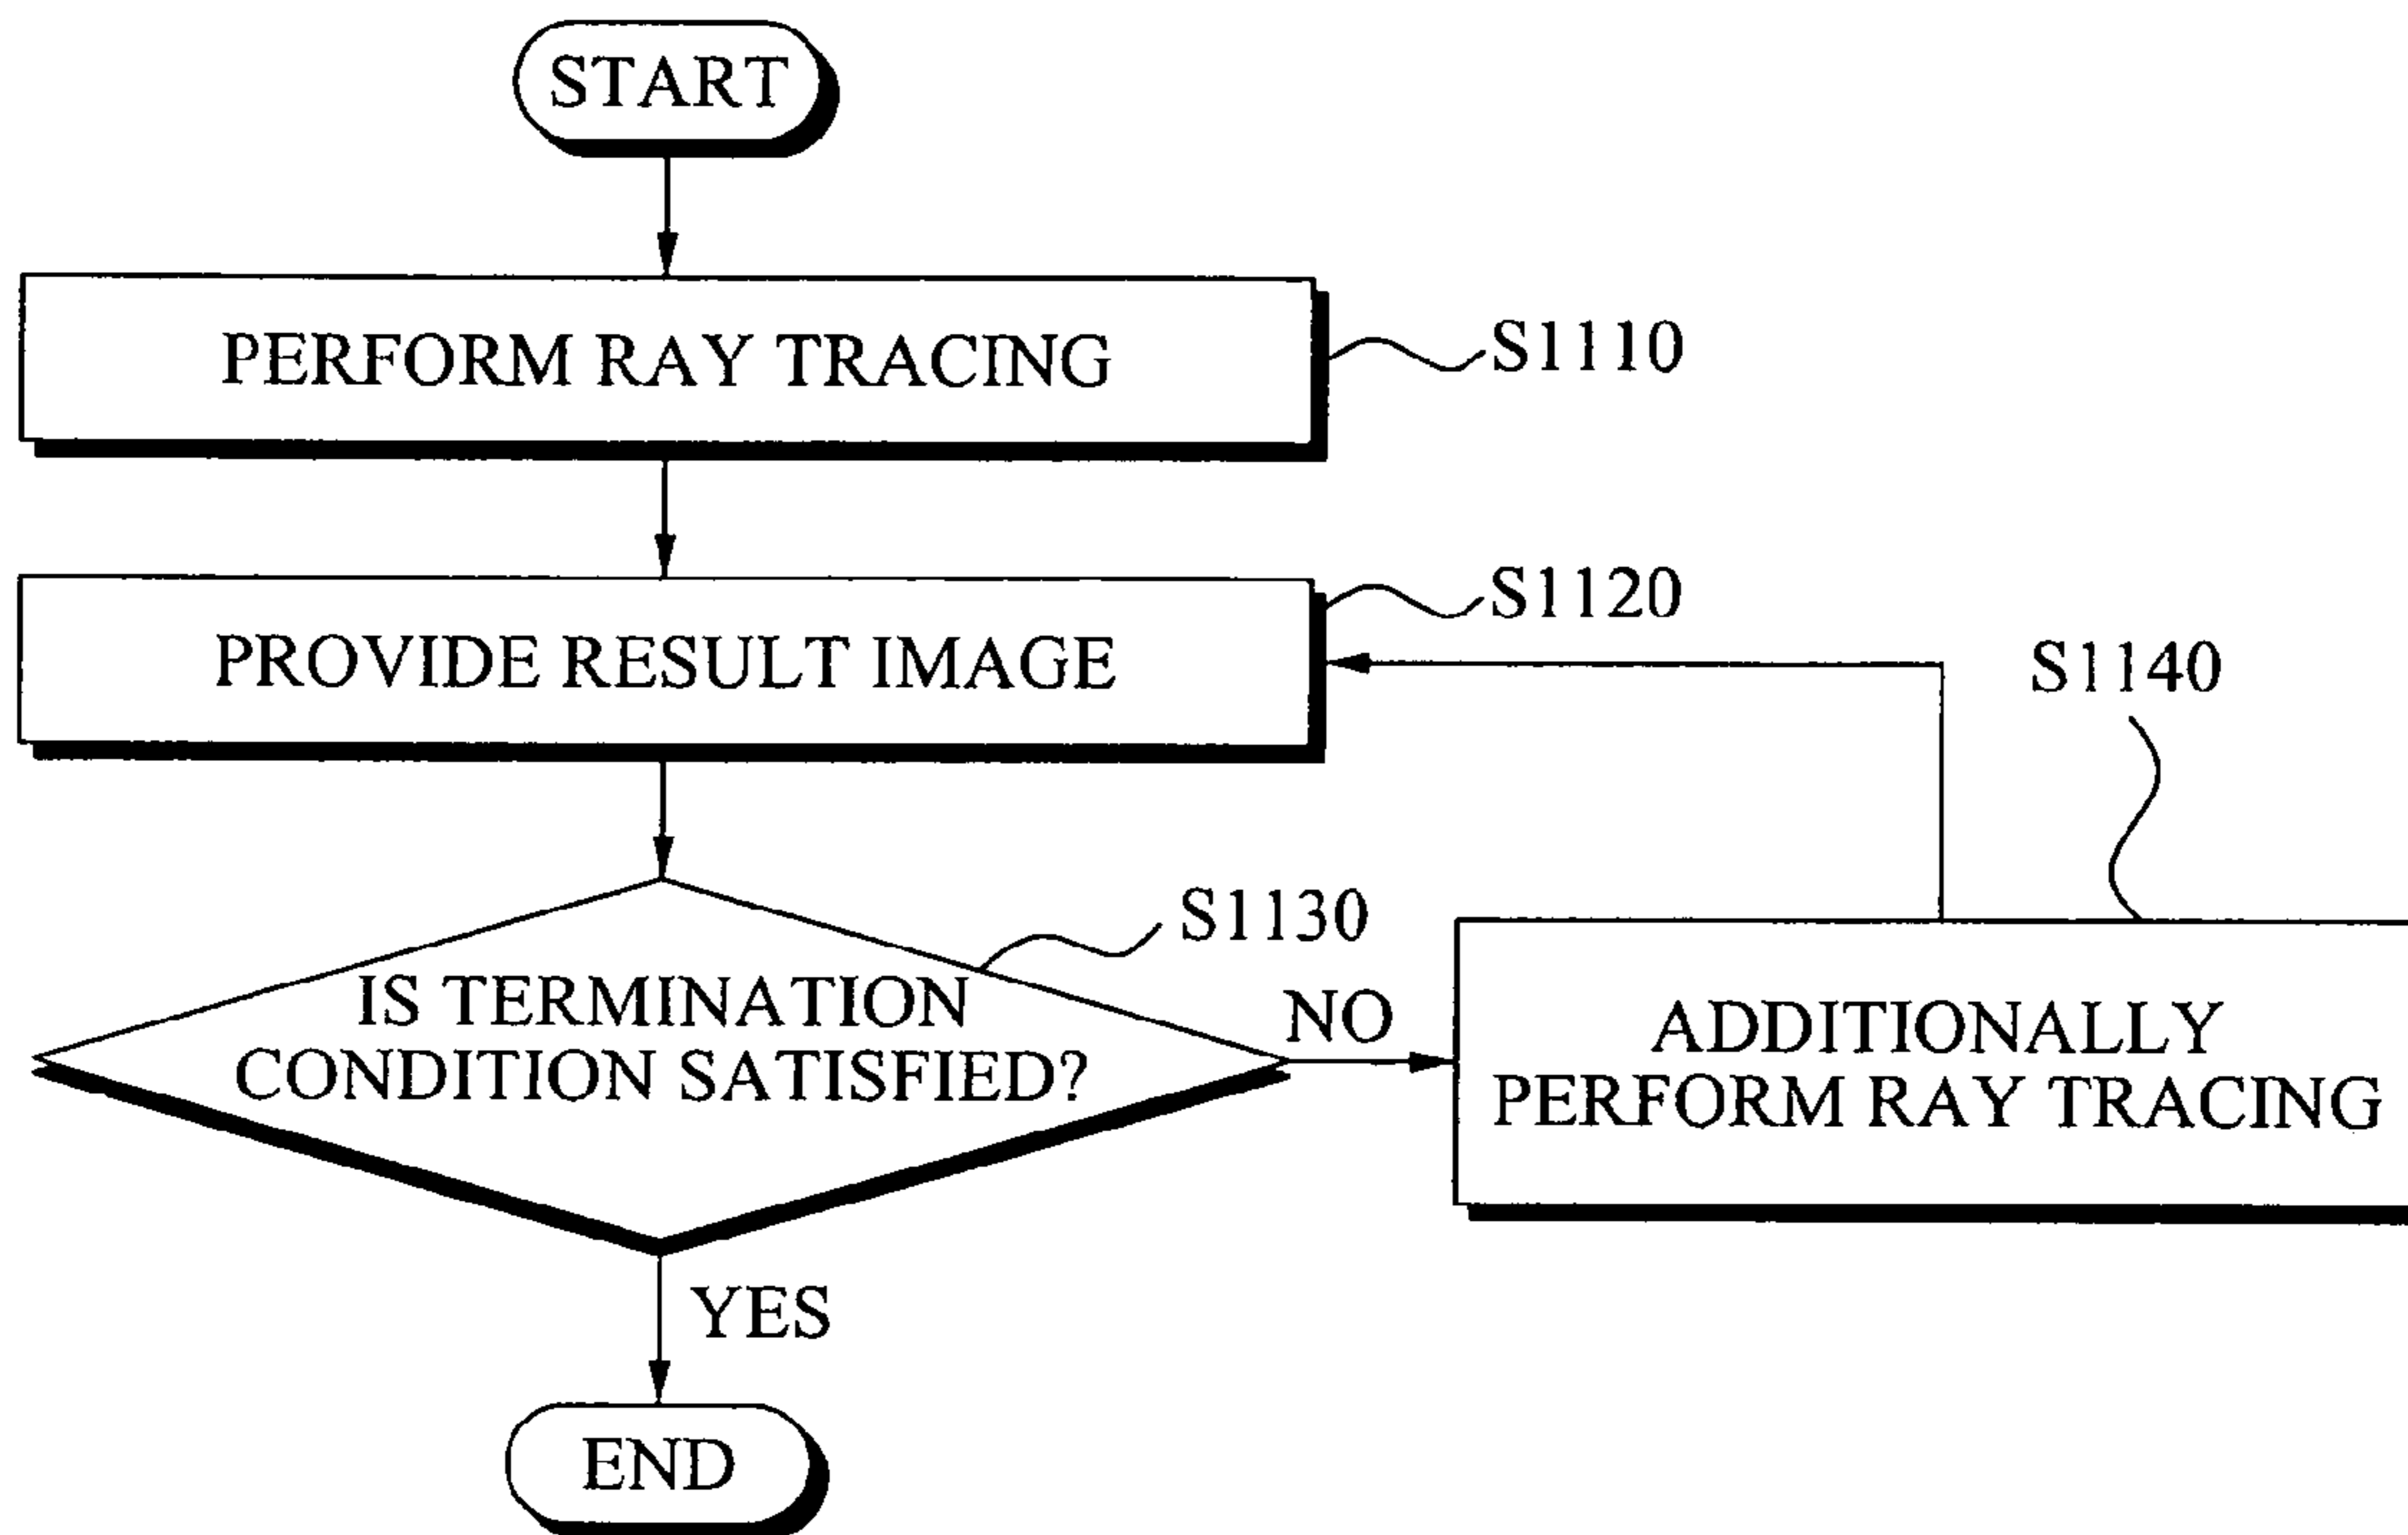 START
PERFORM RAY TRACING
S1110
PROVIDE RESULT IMAGE
S1120
S1140
S1130
IS TERMINATION
CONDITION SATISFIED?
NO
ADDITIONALLY
PERFORM RAY TRACING
YES
END